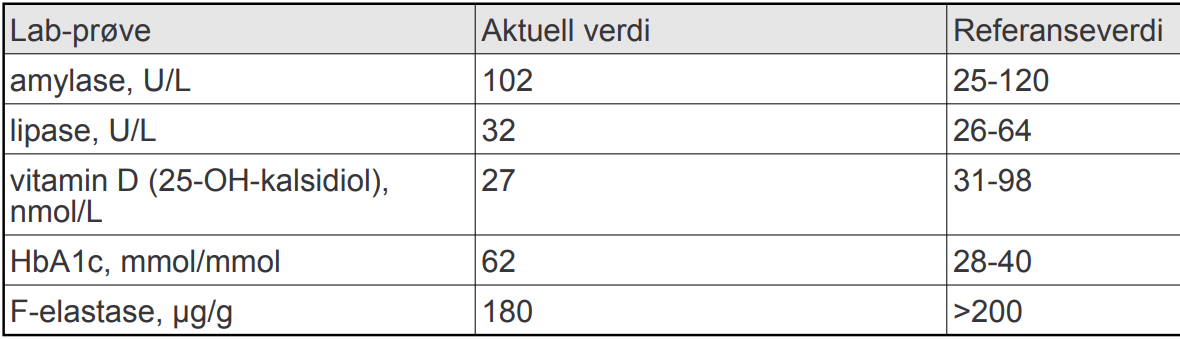 Lab-prøve Aktuell verdi Referanseverdi
amylase, U/L 102 25-120
lipase, U/L 32 26-64
vitamin D (25-OH-kalsidiol), 27 31-98
nmol/L
HbA1c, mmol/mmol 62 28-40
F-elastase, µg/g 180 >200